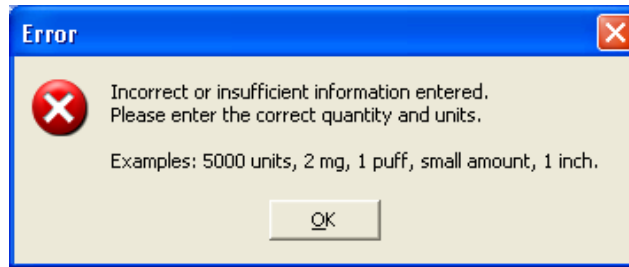 Error
Incorrect or insufficient information entered.
Please enter the correct quantity and units.
Examples: 5000 units, 2 mg, 1 puff, small amount, 1 inch.
OK